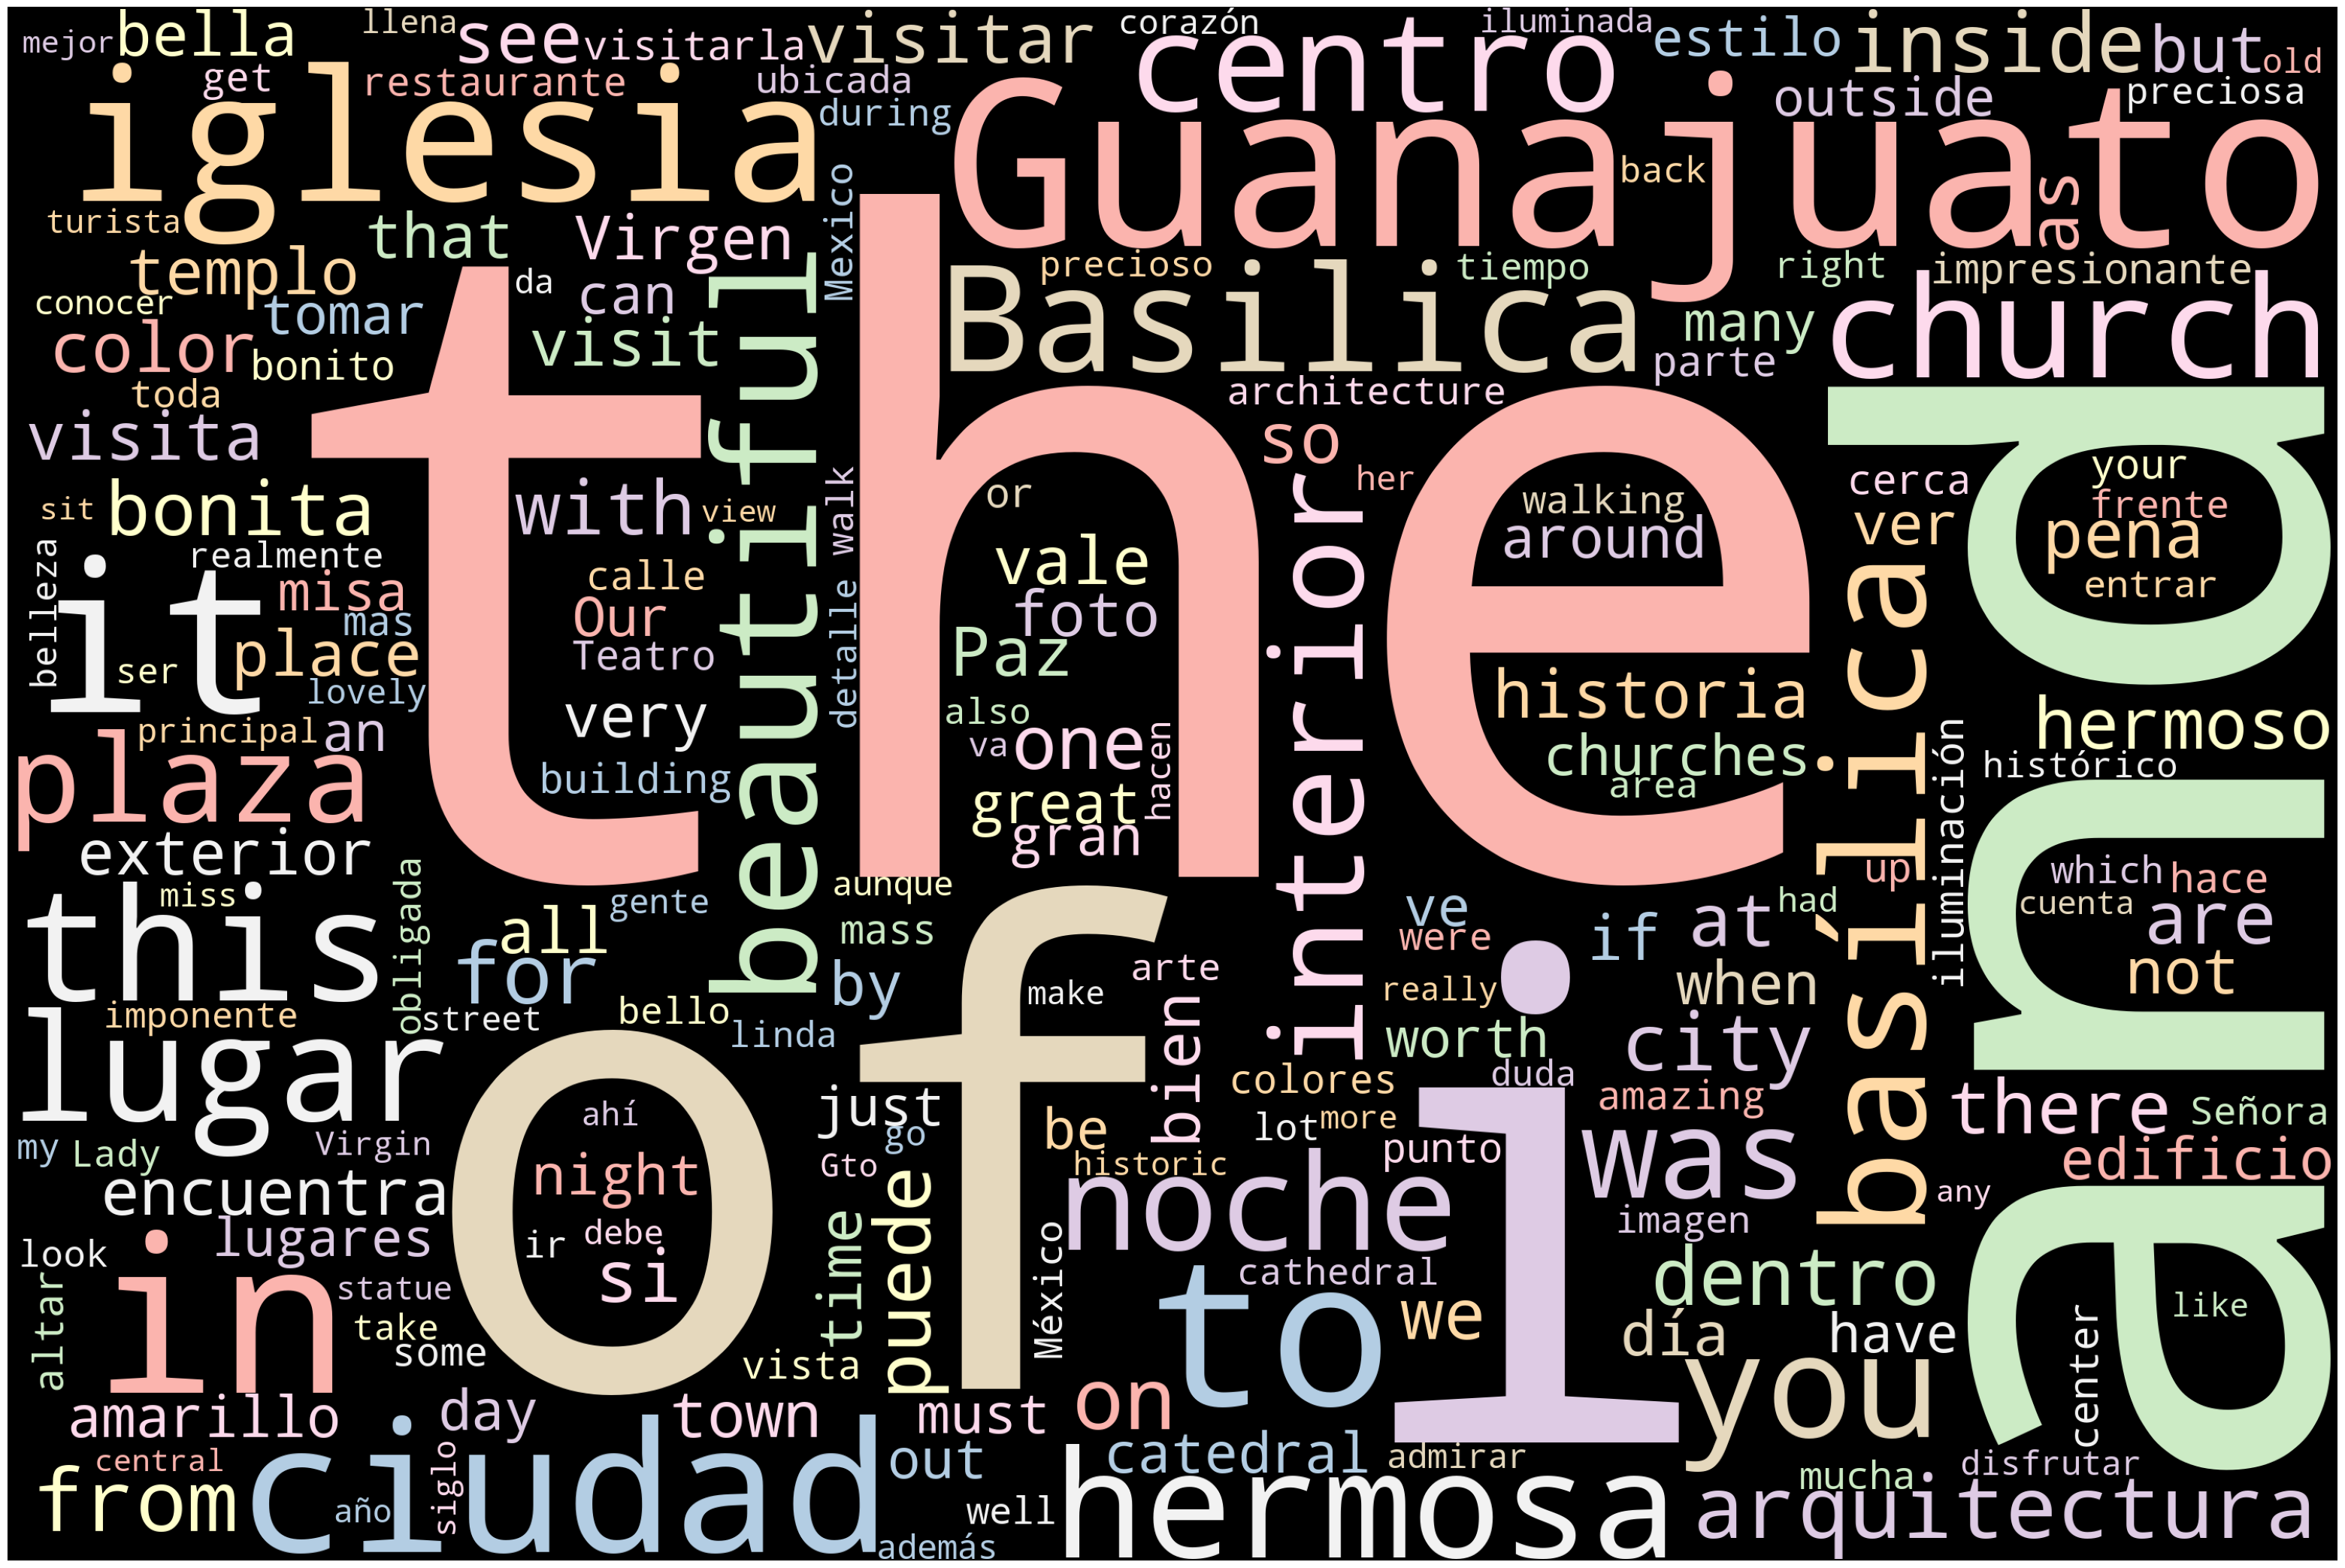 mejor
bella
llena
see
visitarla
visitar
corazón
centro
iluminada
estilo
inside
but
old
get
restaurante
ubicada
during
outside
preciosa
iglesia
Guanajuato
back
as
turista
that
Virgen
Mexico
templo
can
da
precioso
tiempo
right
impresionante
conocer
tomar
color
bonito
visit
beautiful
Basilica
many
parte
church
toda
architecture
visita
the
so
her
walk
cerca
your
frente
sit
bonita
with
view
or
walking
around
ver
pena
entrar
realmente
belleza
it
misa
mas
calle
Our
vale
foto
interior
basílica
and
ser
place
lovely
Teatro
detalle
Paz
historia
hermoso
principal
an
very
also
va
one
hacen
churches
area
histórico
plaza
building
great
gran
iluminación
exterior
miss
obligada
gente
aunque
up
which
hace
cuenta
are
this
all
for
mass
by
ve
were
if
at
had
not
imponente
street
bello
linda
make
arte
bien
really
when
worth
city
lugar
of
ahí
just
go
be
colores
duda
amazing
i
was
there
Señora
my
Lady
Virgin
night
Gto
historic
lot
more
punto
edificio
encuentra
ir
debe
si
puede
noche
imagen
any
look
lugares
time
México
cathedral
dentro
like
altar
in
statue
take
some
vista
to
we
día
have
center
amarillo
day
town
must
on
you
central
from
ciudad
siglo
año
out
catedral
admirar
mucha
disfrutar
well
además
hermosa
arquitectura